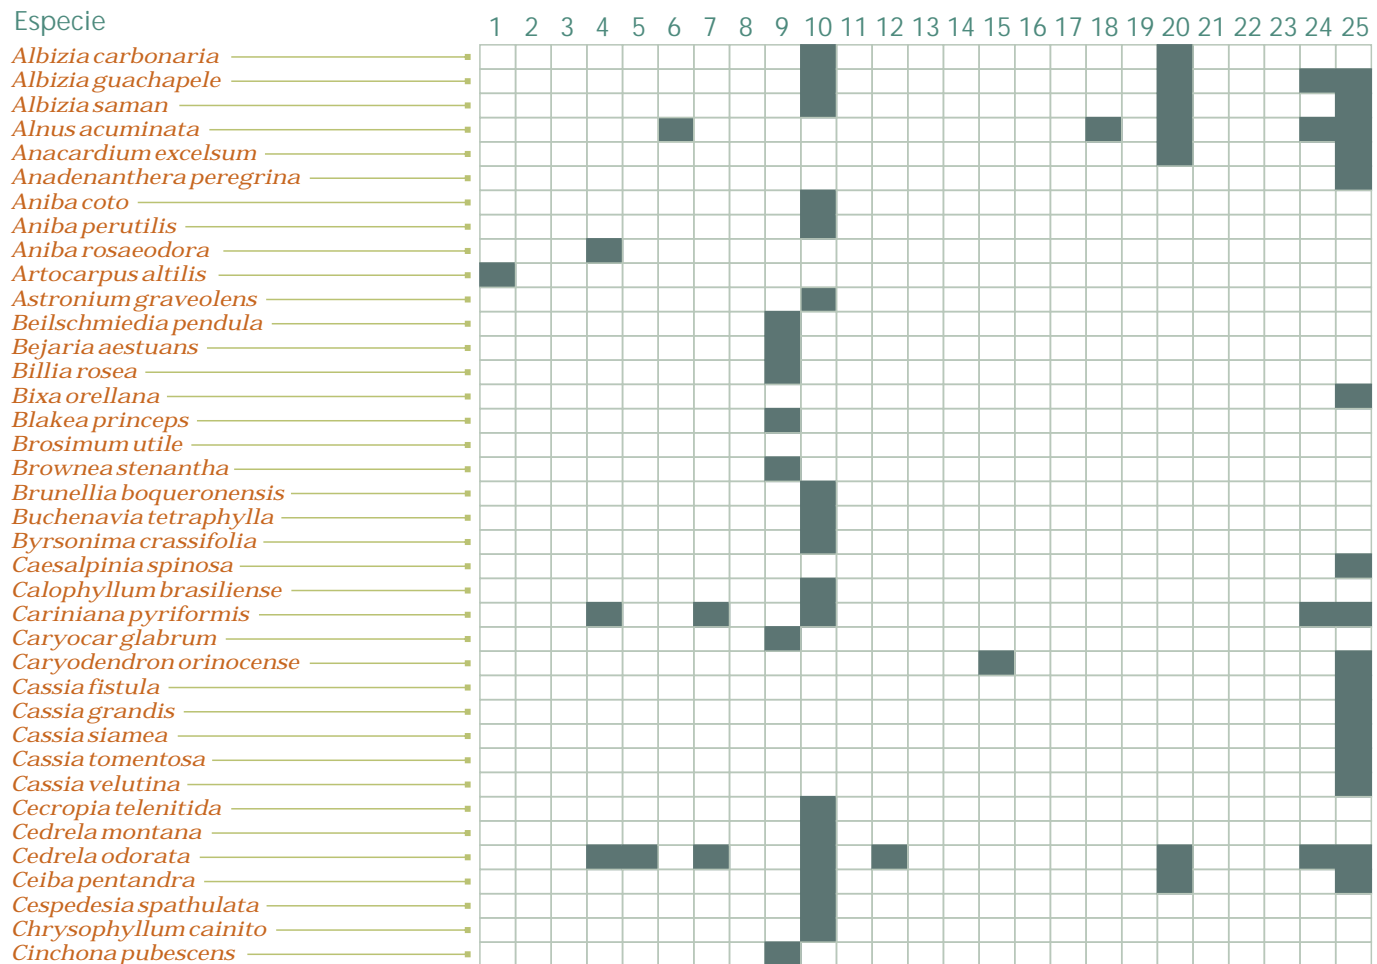 Especie 1 2 3 4 5 6 7 8 9 10 11 12 13 14 15 16 17 18 19 20 21 22 23 24 25
Albizia carbonaria
Albizia guachapele
Albizia saman
Alnus acuminata
Anacardium excelsum
Anadenanthera peregrina
Aniba coto
Aniba perutilis
Aniba rosaeodora
Artocarpus altilis
Astronium graveolens
Beilschmiedia pendula
Bejaria aestuans
Billia rosea
Bixa orellana
Blakea princeps
Brosimum utile
Brownea stenantha
Brunellia boqueronensis
Buchenavia tetraphylla
Byrsonima crassifolia
Caesalpinia spinosa
Calophyllum brasiliense
Cariniana pyriformis
Caryocar glabrum
Caryodendron orinocense
Cassia fistula
Cassia grandis
Cassia siamea
Cassia tomentosa
Cassia velutina
Cecropia telenitida
Cedrela montana
Cedrela odorata
Ceiba pentandra
Cespedesia spathulata
Chrysophyllum cainito
Cinchona pubescens